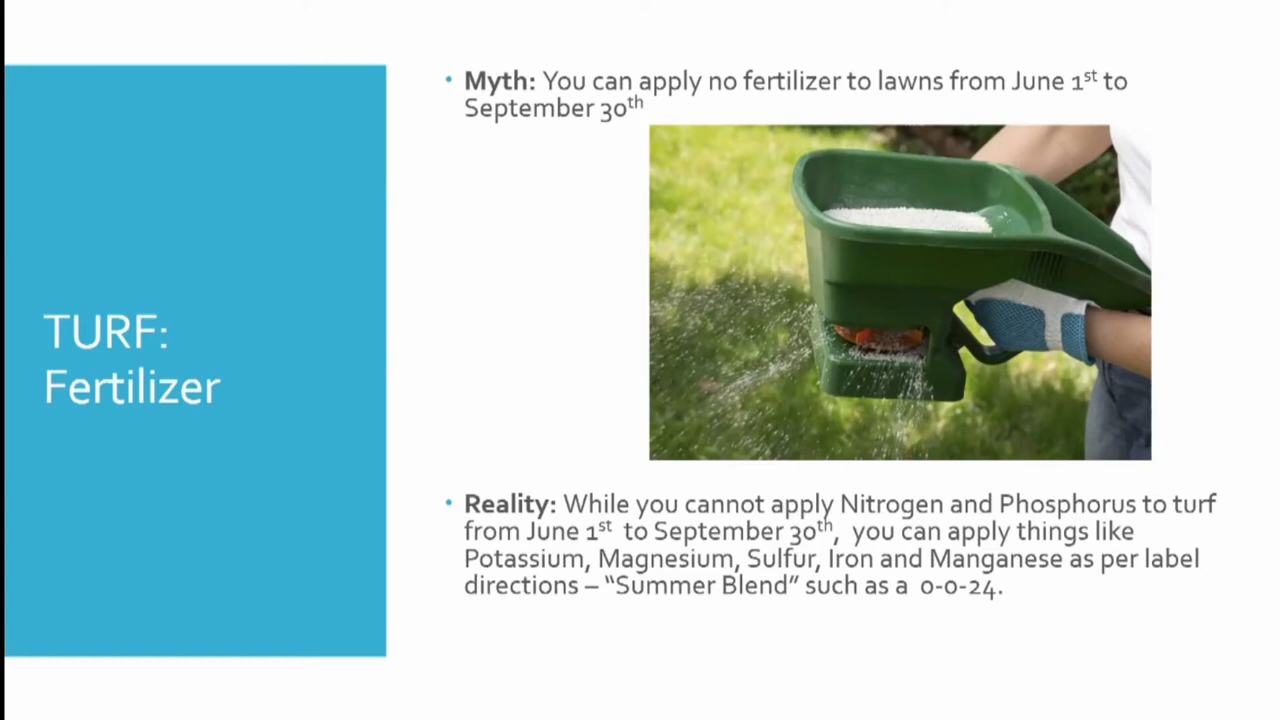 TURF:
Fertilizer
• Myth: You can apply no fertilizer to lawns from June 1st to
September 30th
• Reality: While you cannot apply Nitrogen and Phosphorus to turf
from June 1st to September 30th, you can apply things like
Potassium, Magnesium, Sulfur, Iron and Manganese as per label
directions – “Summer Blend” such as a 0-0-24.